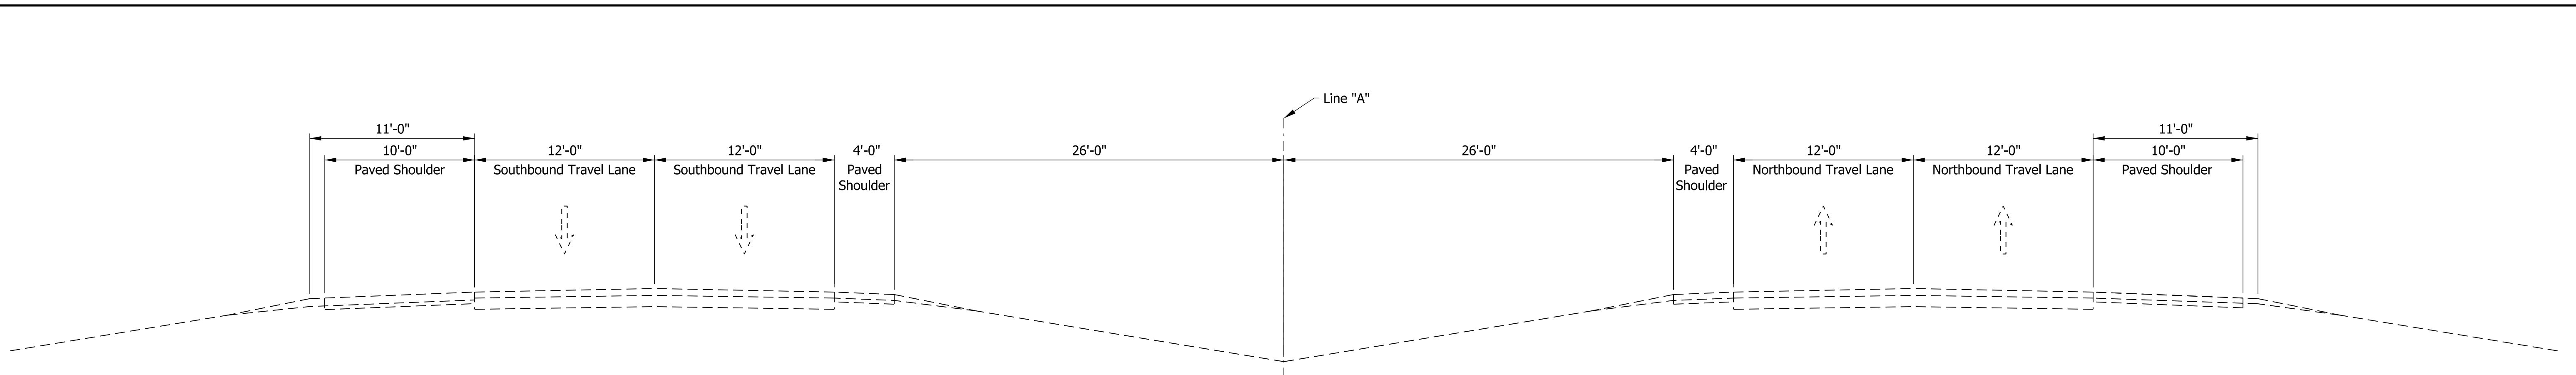 Line "A"
11'-0"
11'-0"
10'-0"
12'-0"
12'-0"
4'-0"
26'-0"
26'-0"
4'-0"
12'-0"
12'-0"
10'-0"
Paved Shoulder
Southbound Travel Lane
Southbound Travel Lane
Paved
Shoulder
Paved
Shoulder
Northbound Travel Lane
Northbound Travel Lane
Paved Shoulder